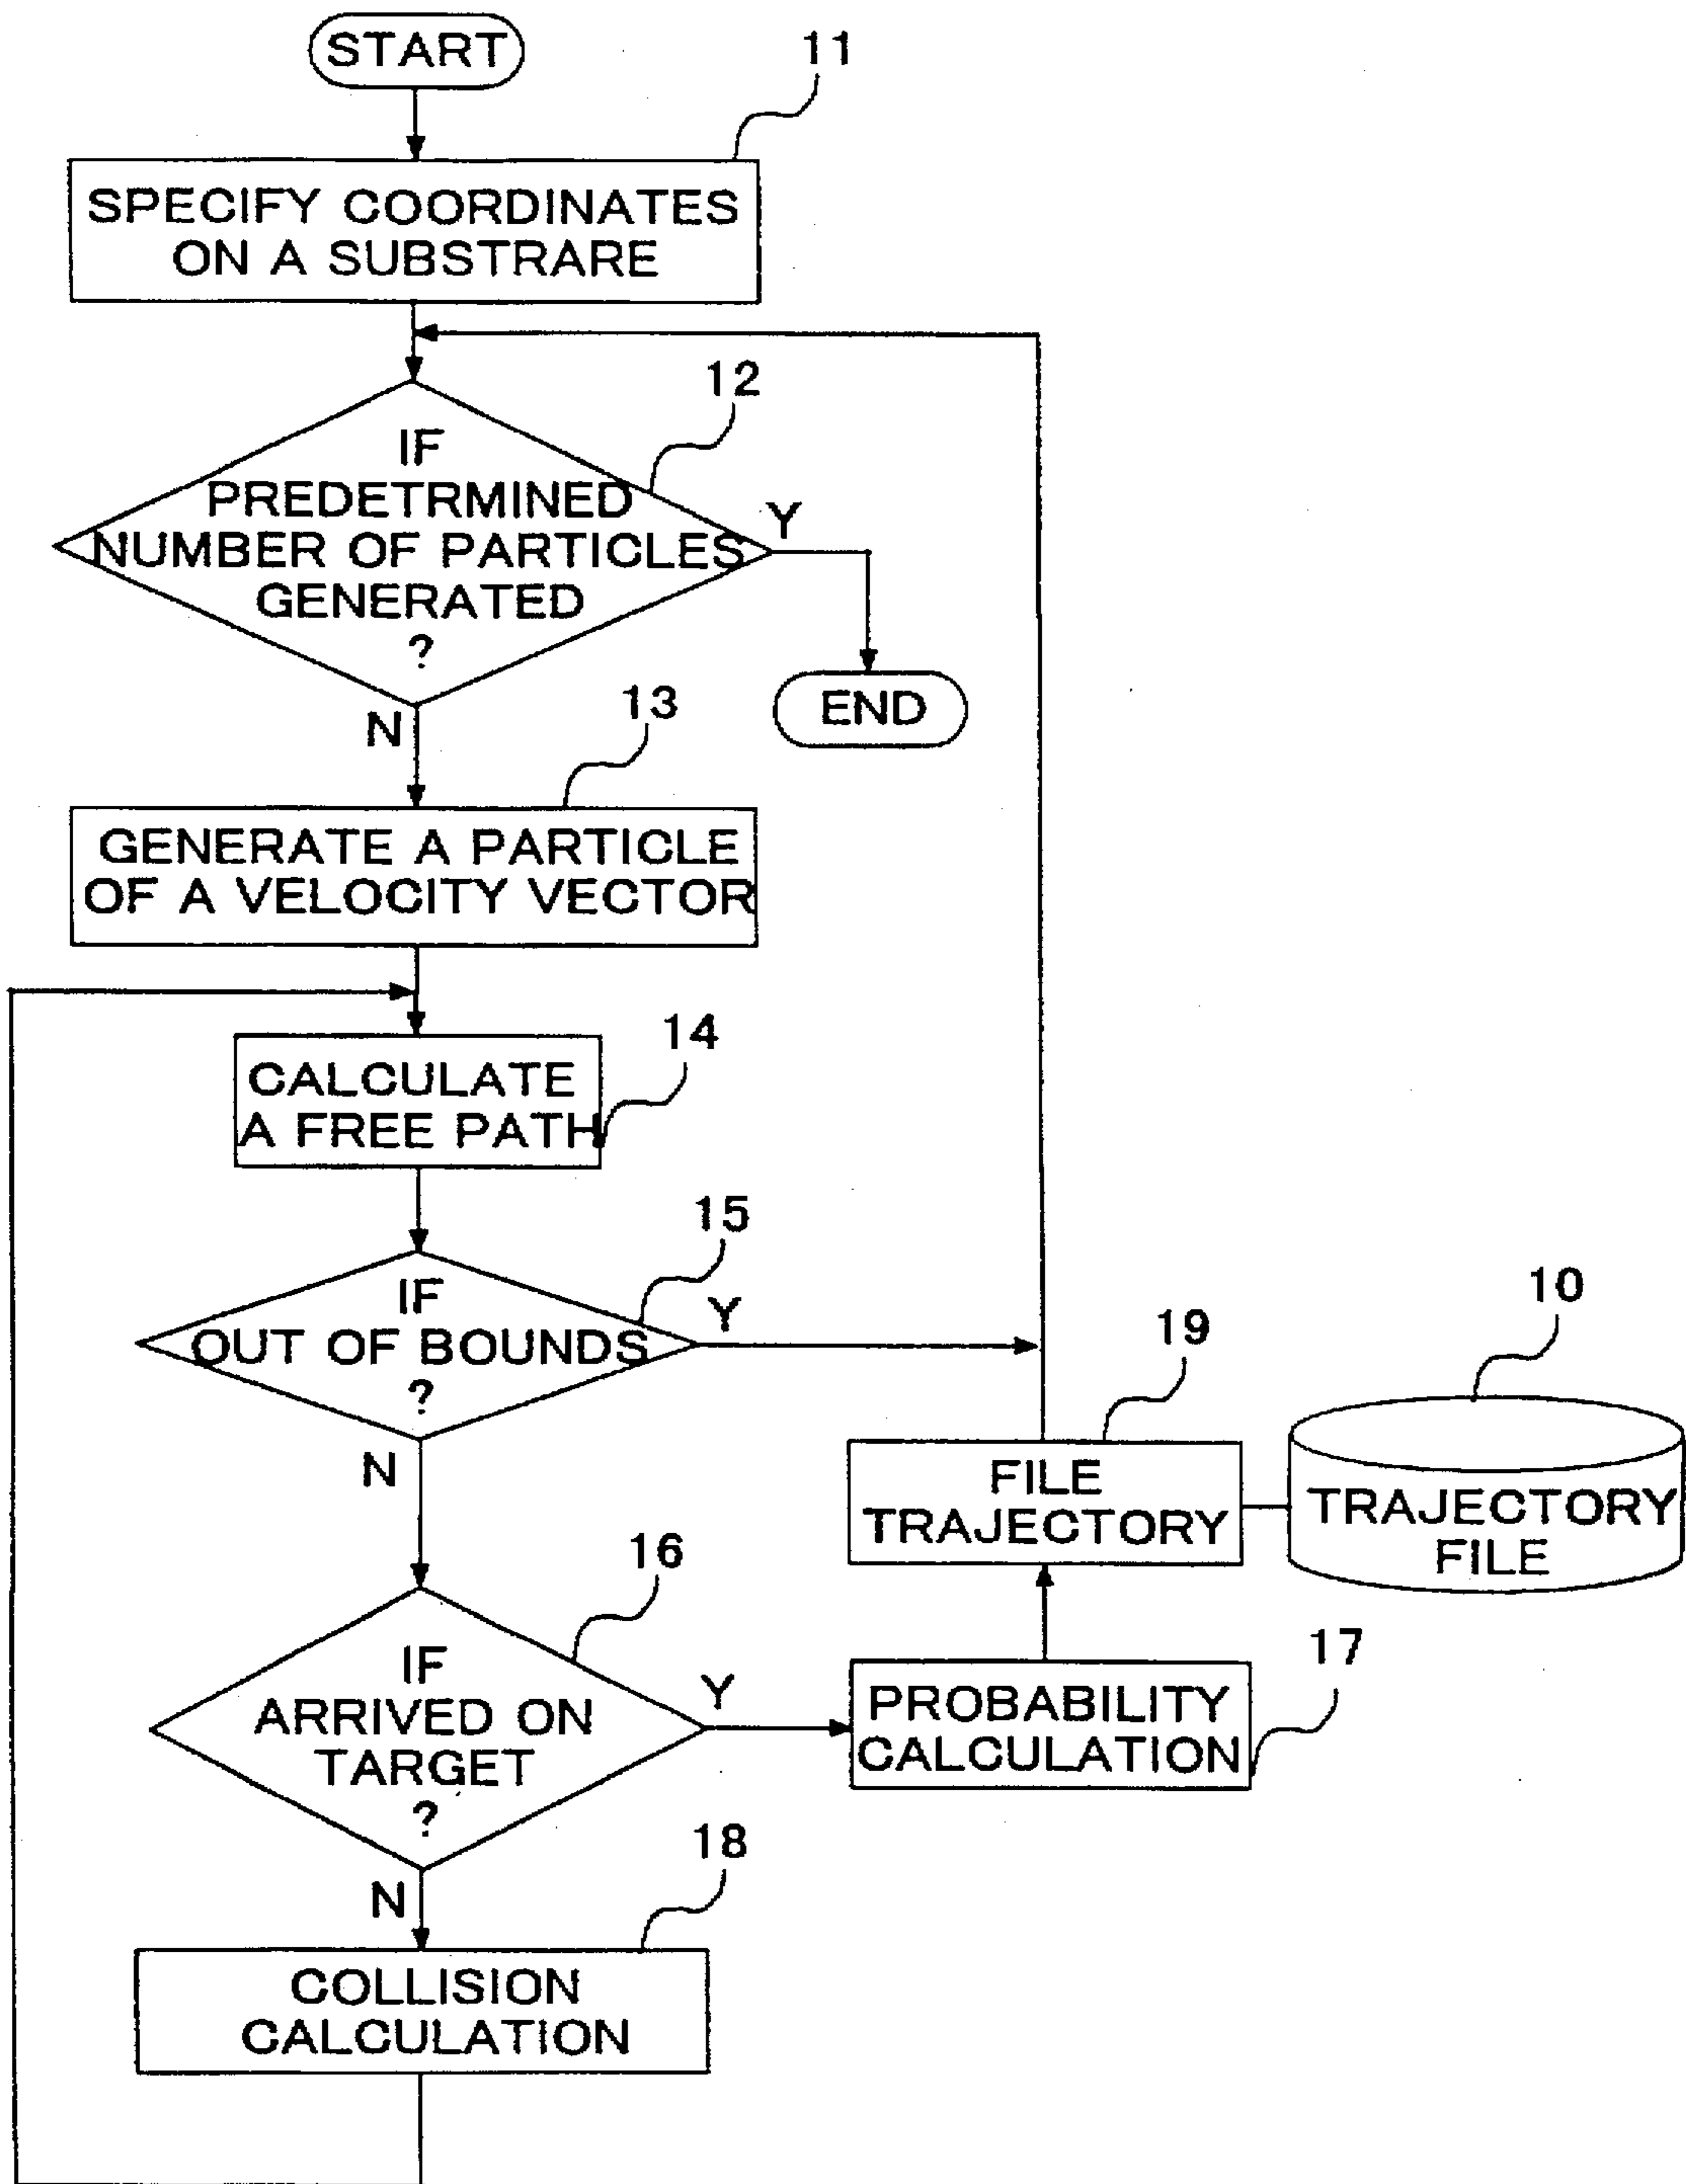 START
11
SPECIFY COORDINATES
ON A SUBSTRARE
12
IF
PREDETRMINED
NUMBER OF PARTICLES
GENERATED
?
Y
END
N
13
GENERATE A PARTICLE
OF A VELOCITY VECTOR
14
CALCULATE
A FREE PATH
15
IF
OUT OF BOUNDS
?
Y
N
19
FILE
TRAJECTORY
10
TRAJECTORY
FILE
16
IF
ARRIVED ON
TARGET
?
Y
17
PROBABILITY
CALCULATION
N
18
COLLISION
CALCULATION